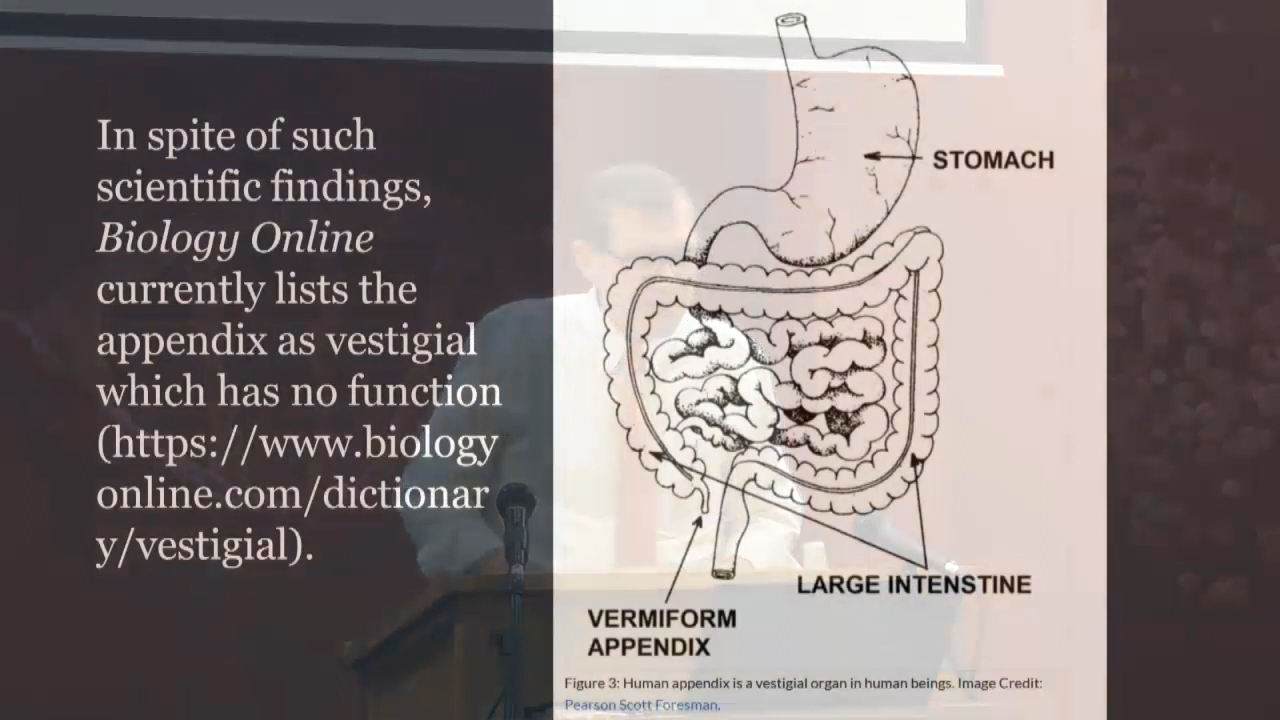 In spite of such
scientific findings,
Biology Online
currently lists the
appendix as vestigial
which has no function
(https://www.biology
online.com/dictionar
y/vestigial).
STOMACH
LARGE INTENSTINE
VERMIFORM
APPENDIX
Figure 3: Human appendix is a vestigial organ in human beings. Image Credit:
Pearson Scott Foresman.